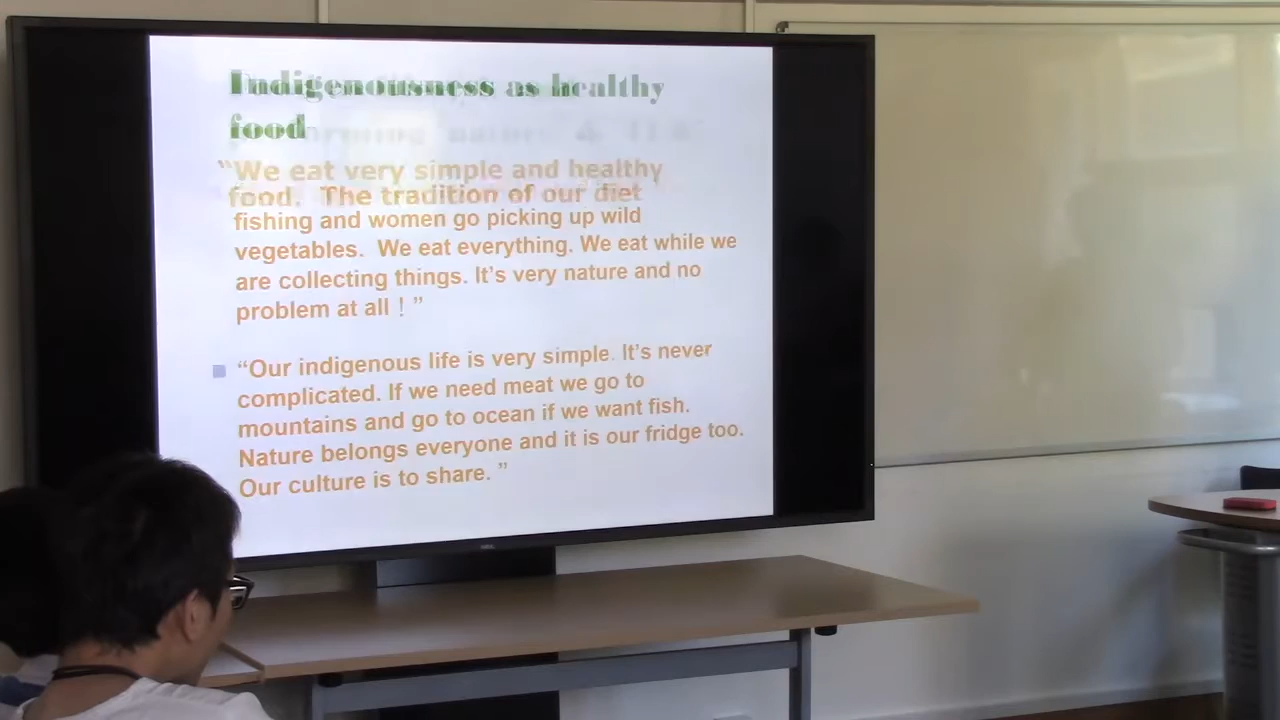 Indigenousness as healthy
food
“We eat very simple and healthy
food. The tradition of our diet
fishing and women go picking up wild
vegetables. We eat everything. We eat while we
are collecting things. It’s very nature and no
problem at all ! ”
“Our indigenous life is very simple. It’s never
complicated. If we need meat we go to
mountains and go to ocean if we want fish.
Nature belongs everyone and it is our fridge too.
Our culture is to share. ”